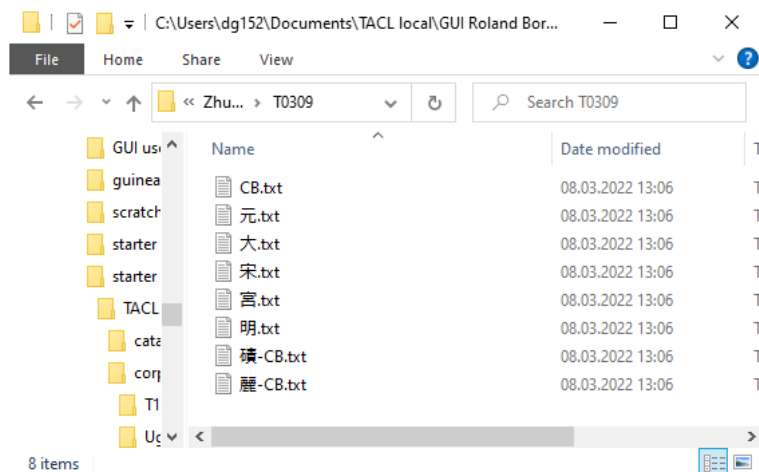 C:\Users\dg152\Documents\TACL local\GUI Roland Bor...
File Home Share View
« Zhu... › T0309
Search T0309
Name Date modified T
GUI use
guinea
scratch
starter
starter
TACL
cata
corp
T1
Ug
CB.txt 08.03.2022 13:06 T
元.txt 08.03.2022 13:06 T
大.txt 08.03.2022 13:06 T
宋.txt 08.03.2022 13:06 T
宮.txt 08.03.2022 13:06 T
明.txt 08.03.2022 13:06 T
磧-CB.txt 08.03.2022 13:06 T
麗-CB.txt 08.03.2022 13:06 T
8 items